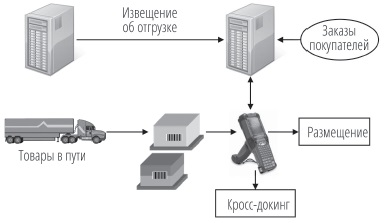 Извещение
об отгрузке
Заказы
покупателей
Товары в пути
Размещение
Кросс-докинг